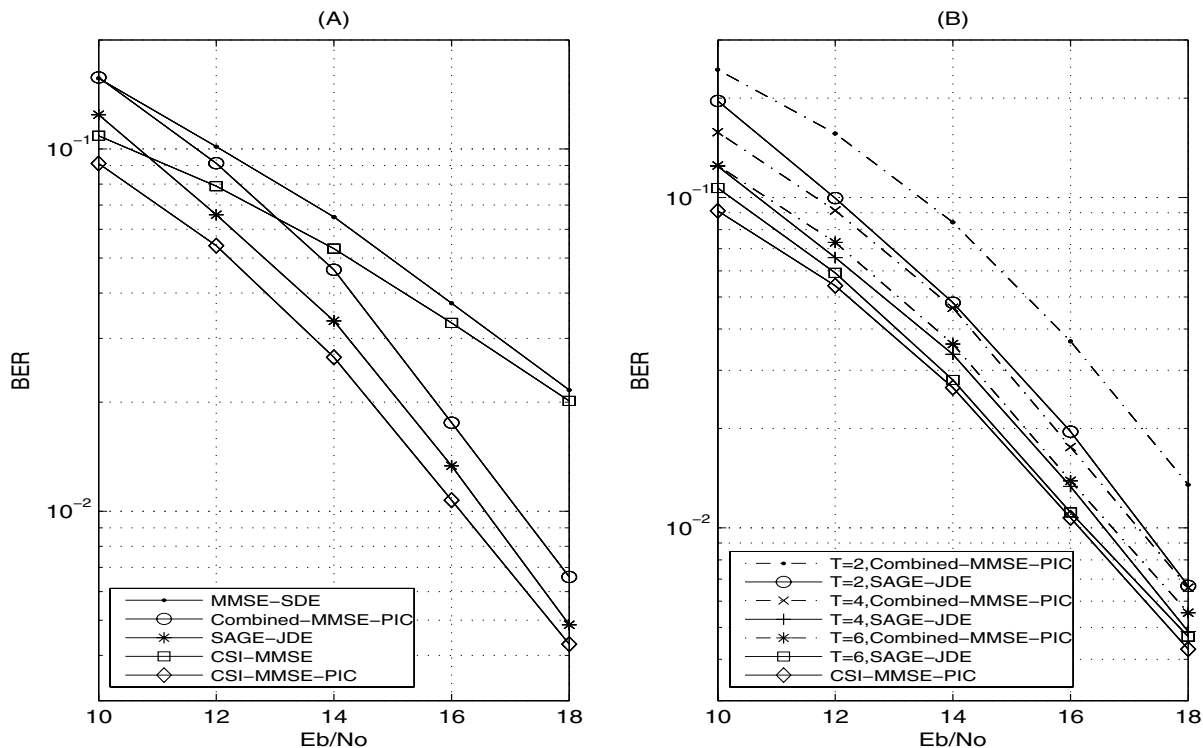 (A)
BER
10⁻¹
10⁻²
MMSE-SDE
Combined-MMSE-PIC
SAGE-JDE
CSI-MMSE
CSI-MMSE-PIC
10 12 14 16 18
Eb/No
(B)
BER
10⁻¹
10⁻²
T=2,Combined-MMSE-PIC
T=2,SAGE-JDE
T=4,Combined-MMSE-PIC
T=4,SAGE-JDE
T=6,Combined-MMSE-PIC
T=6,SAGE-JDE
CSI-MMSE-PIC
10 12 14 16 18
Eb/No